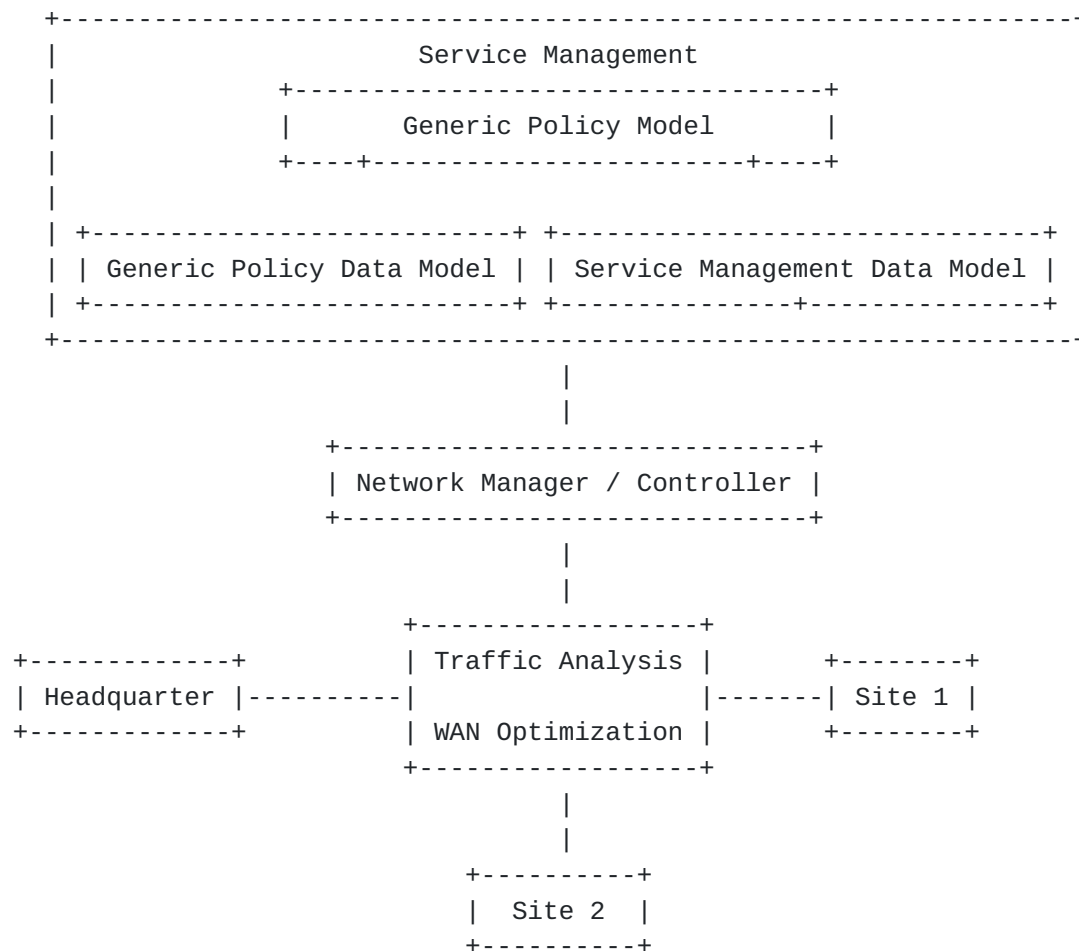 Service Management
Generic Policy Model
Generic Policy Data Model | Service Management Data Model
Network Manager / Controller
Traffic Analysis
Headquarter Site 1
WAN Optimization
Site 2